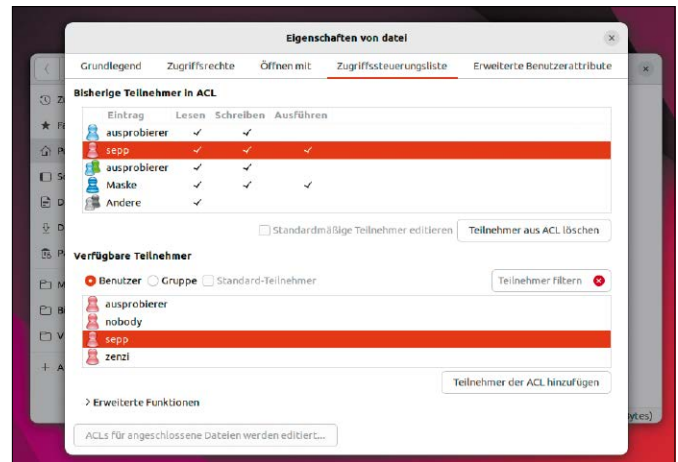 Eigenschaften von datei
Grundlegend Zugriffsrechte Öffnen mit Zugriffssteuerungsliste Erweiterte Benutzerattribute
Bisherige Teilnehmer in ACL
Eintrag Lesen Schreiben Ausführen
ausprobierer ✓ ✓
sepp ✓ ✓ ✓
ausprobierer ✓ ✓
Maske ✓ ✓ ✓
Andere ✓
Standardmäßige Teilnehmer editieren Teilnehmer aus ACL löschen
Verfügbare Teilnehmer
Benutzer Gruppe Standard-Teilnehmer Teilnehmer filtern
ausprobierer
nobody
sepp
zenzi
Teilnehmer der ACL hinzufügen
> Erweiterte Funktionen
ACLs für angeschlossene Dateien werden editiert...